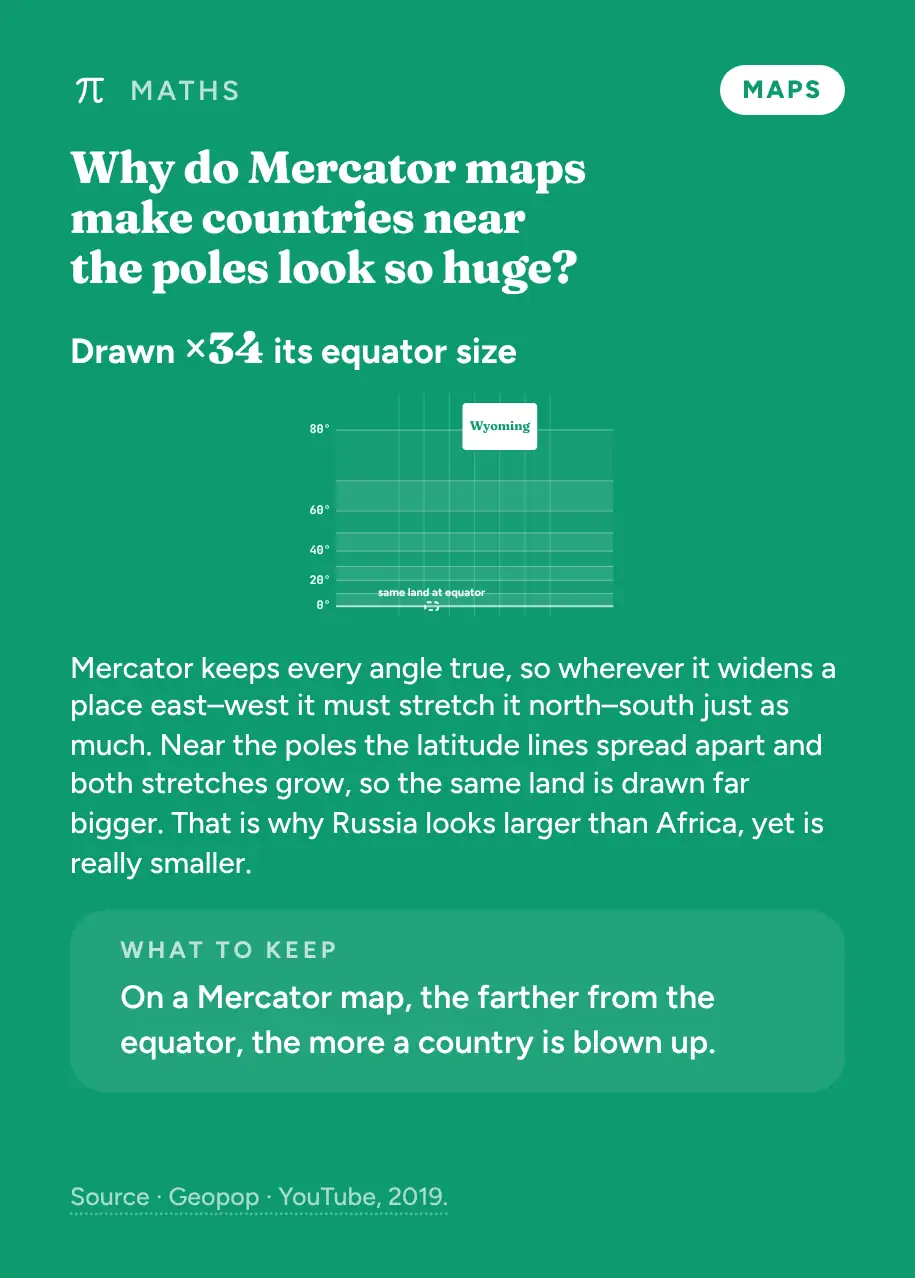 π MATHS
MAPS
Why do Mercator maps
make countries near
the poles look so huge?
Drawn ×34 its equator size
Wyoming
80°
60°
40°
20°
same land at equator
0°
Mercator keeps every angle true, so wherever it widens a
place east–west it must stretch it north–south just as
much. Near the poles the latitude lines spread apart and
both stretches grow, so the same land is drawn far
bigger. That is why Russia looks larger than Africa, yet is
really smaller.
WHAT TO KEEP
On a Mercator map, the farther from the
equator, the more a country is blown up.
Source · Geopop · YouTube, 2019.